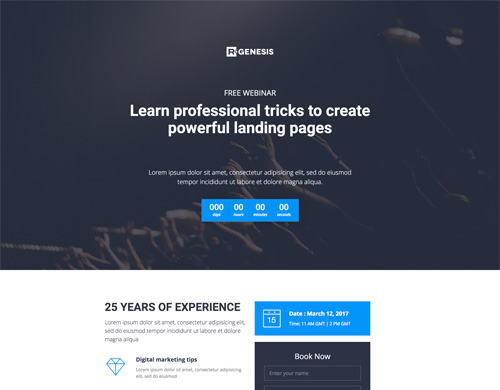 R GENESIS
FREE WEBINAR
Learn professional tricks to create
powerful landing pages
Lorem ipsum dolor sit amet, consectetur adipisicing elit, sed do eiusmod
tempor incididunt ut labore et dolore magna aliqua.
000 00 00 00
days hours minutes seconds
25 YEARS OF EXPERIENCE
Lorem ipsum dolor sit amet, consectetur
adipisicing elit, sed do eiusmod tempor
incididunt ut labore et dolore magna
aliqua
Digital marketing tips
Lorem ipsum dolor sit amet, consectetur
adipisicing elit, sed do eiusmod
15
Date : March 12, 2017
Time: 11 AM GMT | 2 PM GMT
Book Now
Enter your name